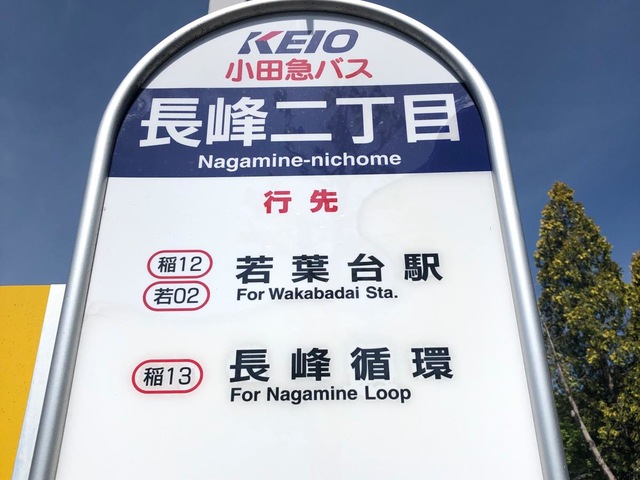 KEIO
小田急バス
長峰二丁目
Nagamine-nichome
行先
稲12
若02
若葉台駅
For Wakabadai Sta.
稲13
長峰循環
For Nagamine Loop